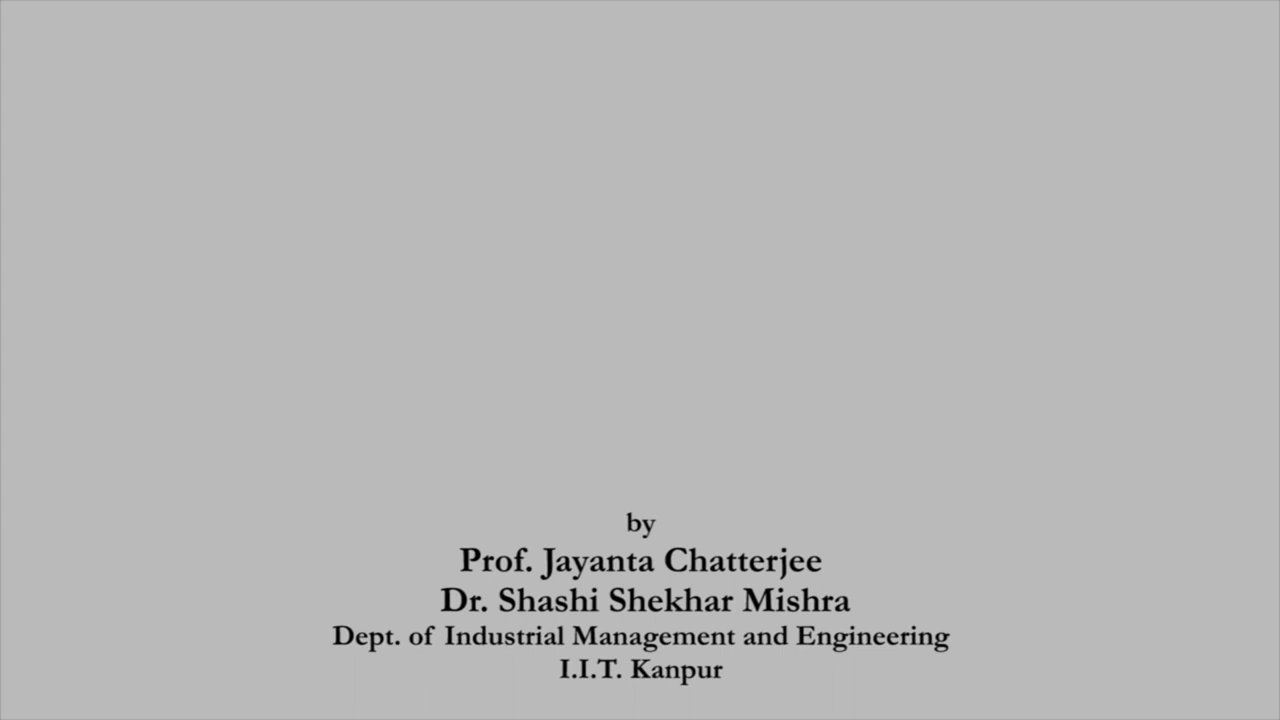 by
Prof. Jayanta Chatterjee
Dr. Shashi Shekhar Mishra
Dept. of Industrial Management and Engineering
I.I.T. Kanpur